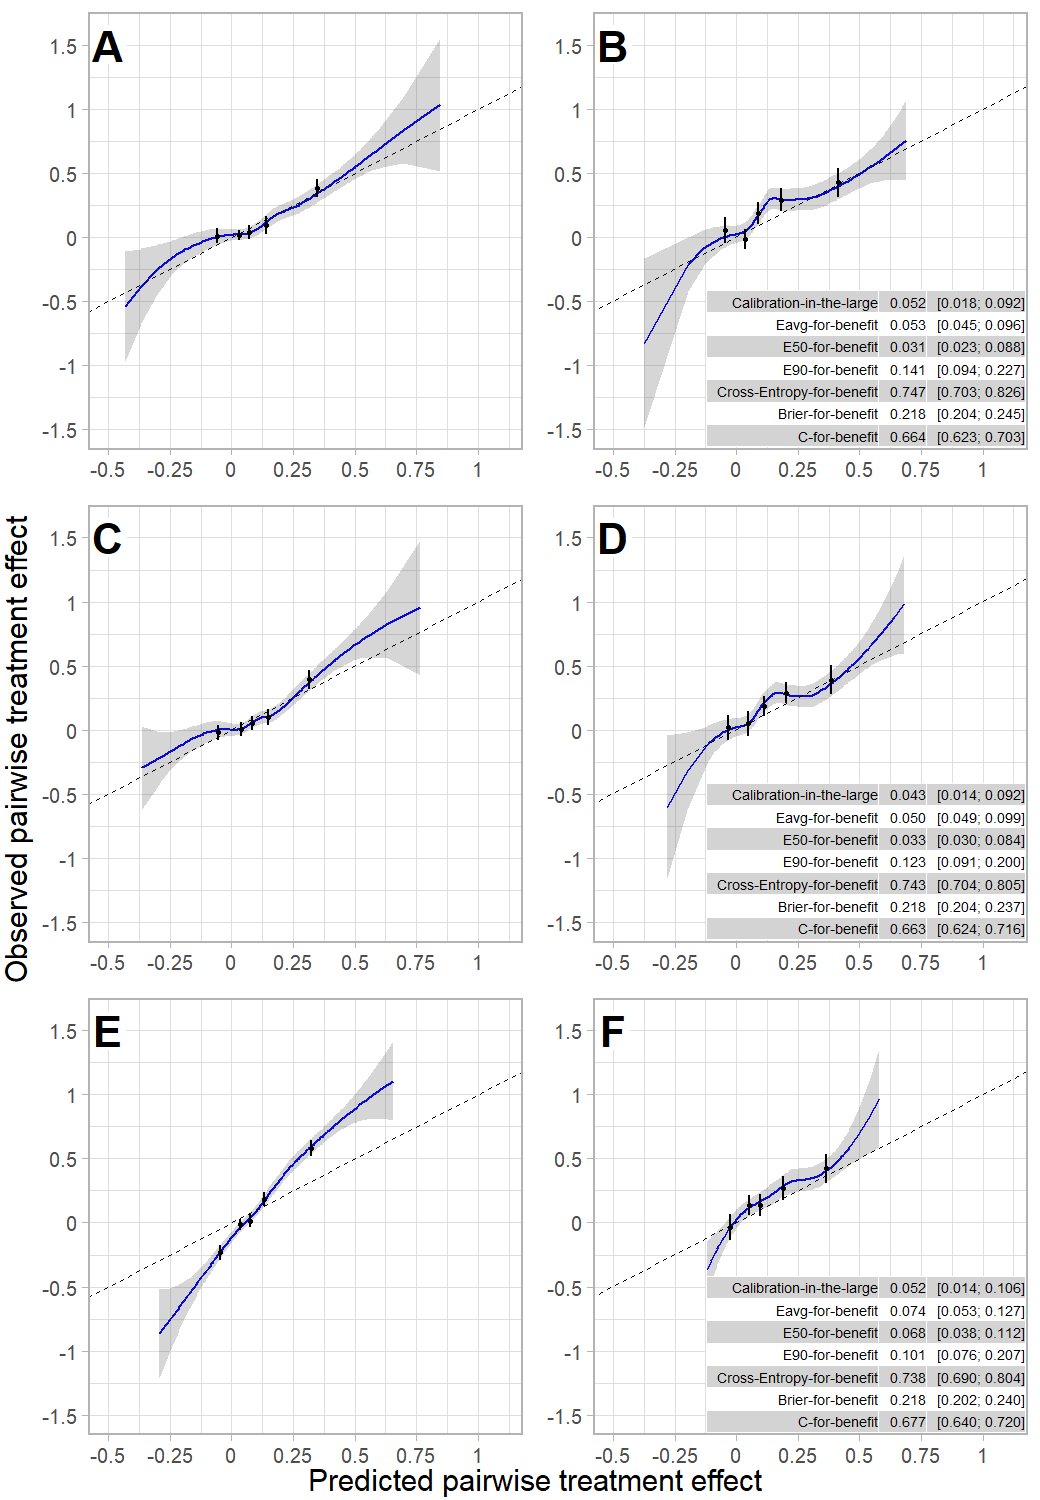 A
1.5
1
0.5
0
-0.5
-1
-1.5
-0.5 -0.25 0 0.25 0.5 0.75 1
B
1.5
1
0.5
0
-0.5
-1
-1.5
Calibration-in-the-large 0.052 [0.018; 0.092]
Eavg-for-benefit 0.053 [0.045; 0.096]
E50-for-benefit 0.031 [0.023; 0.088]
E90-for-benefit 0.141 [0.094; 0.227]
Cross-Entropy-for-benefit 0.747 [0.703; 0.826]
Brier-for-benefit 0.218 [0.204; 0.245]
C-for-benefit 0.664 [0.623; 0.703]
-0.5 -0.25 0 0.25 0.5 0.75 1
Observed pairwise treatment effect
C
1.5
1
0.5
0
-0.5
-1
-1.5
-0.5 -0.25 0 0.25 0.5 0.75 1
D
1.5
1
0.5
0
-0.5
-1
-1.5
Calibration-in-the-large 0.043 [0.014; 0.092]
Eavg-for-benefit 0.050 [0.049; 0.099]
E50-for-benefit 0.033 [0.030; 0.084]
E90-for-benefit 0.123 [0.091; 0.200]
Cross-Entropy-for-benefit 0.743 [0.704; 0.805]
Brier-for-benefit 0.218 [0.204; 0.237]
C-for-benefit 0.663 [0.624; 0.716]
-0.5 -0.25 0 0.25 0.5 0.75 1
E
1.5
1
0.5
0
-0.5
-1
-1.5
-0.5 -0.25 0 0.25 0.5 0.75 1
F
1.5
1
0.5
0
-0.5
-1
-1.5
Calibration-in-the-large 0.052 [0.014; 0.106]
Eavg-for-benefit 0.074 [0.053; 0.127]
E50-for-benefit 0.068 [0.038; 0.112]
E90-for-benefit 0.101 [0.076; 0.207]
Cross-Entropy-for-benefit 0.738 [0.690; 0.804]
Brier-for-benefit 0.218 [0.202; 0.240]
C-for-benefit 0.677 [0.640; 0.720]
-0.5 -0.25 0 0.25 0.5 0.75 1
Predicted pairwise treatment effect